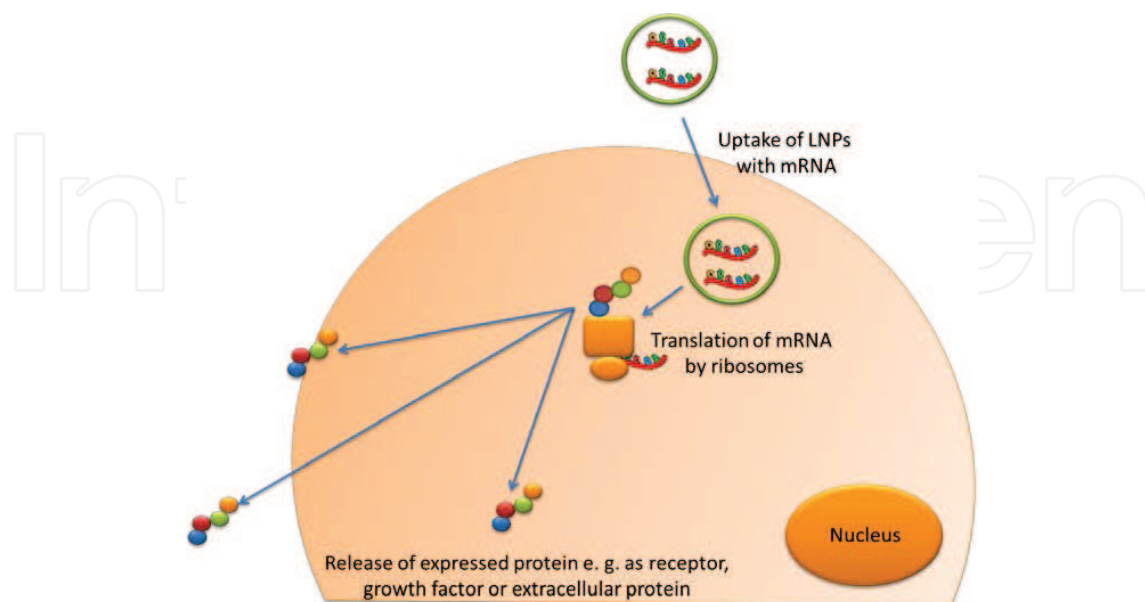 Uptake of LNPs
with mRNA
Translation of mRNA
by ribosomes
Nucleus
Release of expressed protein e. g. as receptor,
growth factor or extracellular protein